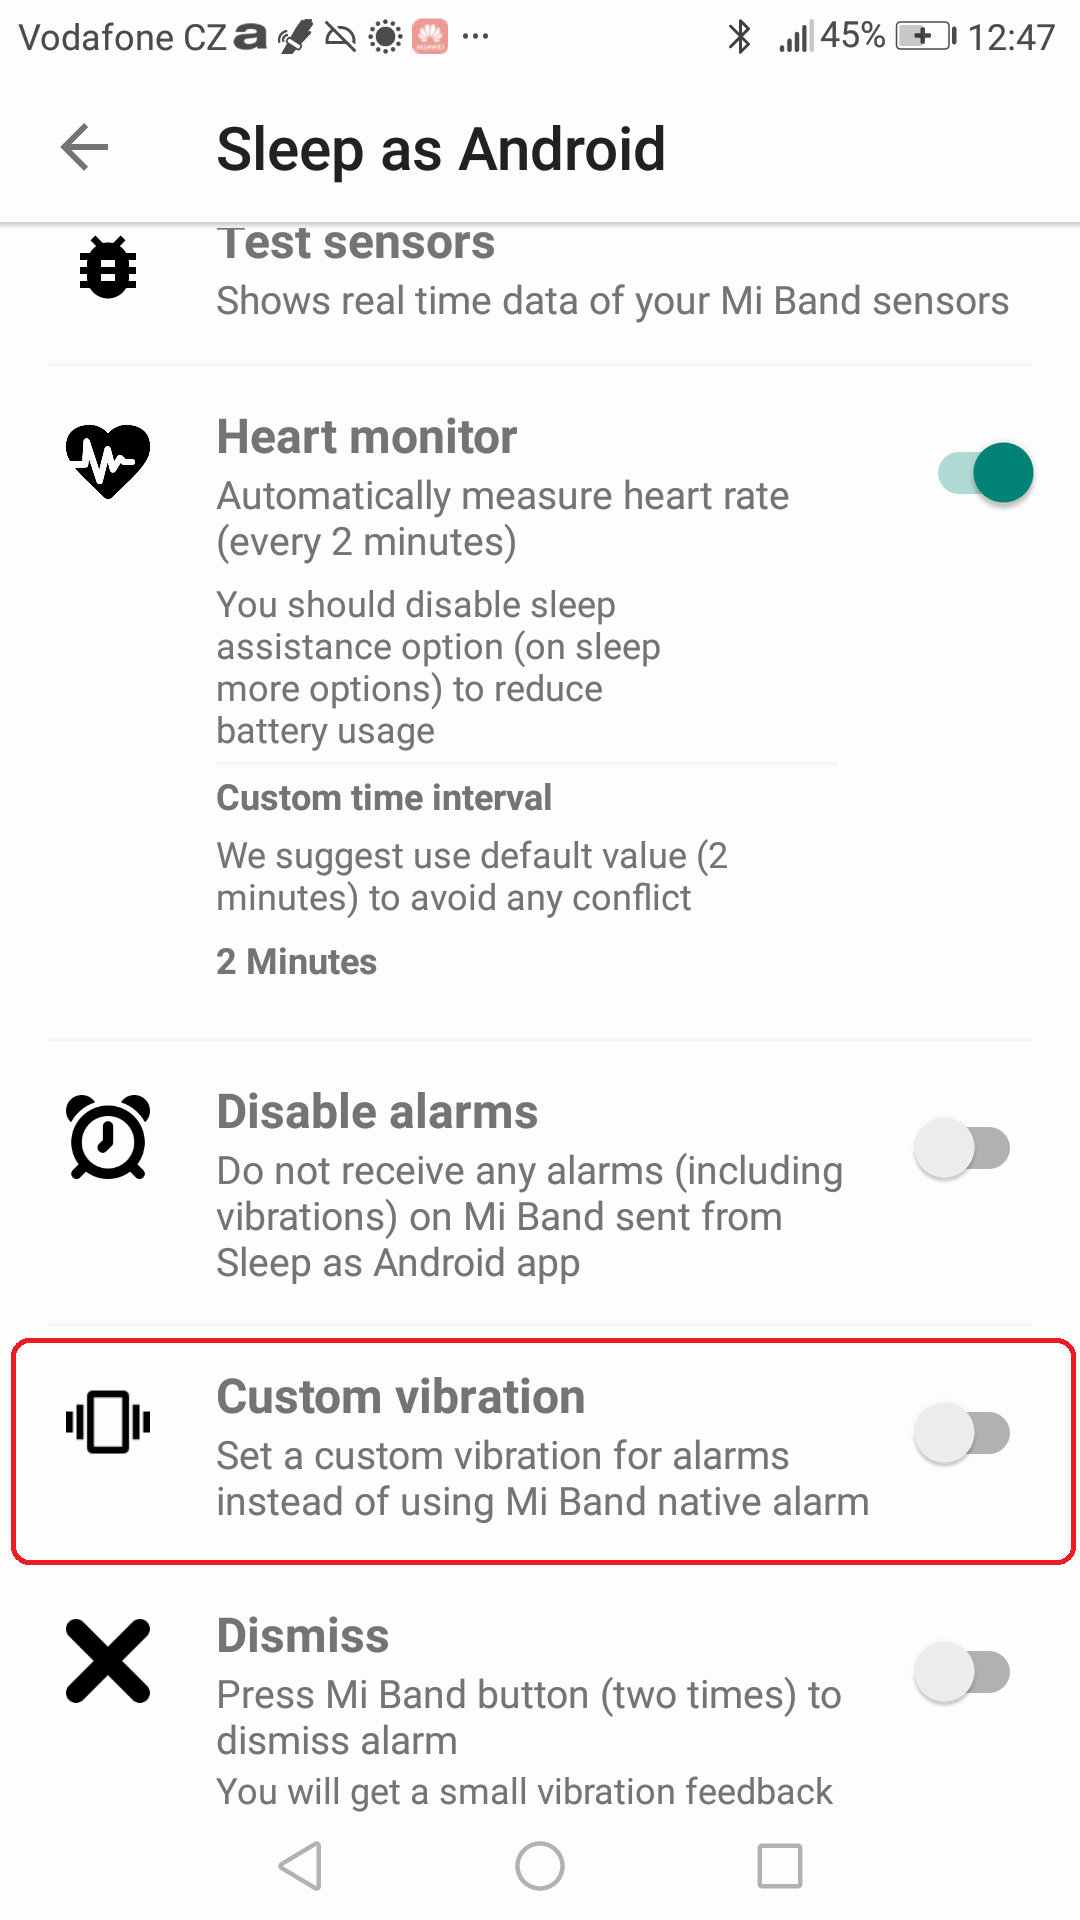 Vodafone CZ a HUAWEI ... 45% 12:47
Sleep as Android
Test sensors
Shows real time data of your Mi Band sensors
Heart monitor
Automatically measure heart rate
(every 2 minutes)
You should disable sleep
assistance option (on sleep
more options) to reduce
battery usage
Custom time interval
We suggest use default value (2
minutes) to avoid any conflict
2 Minutes
Disable alarms
Do not receive any alarms (including
vibrations) on Mi Band sent from
Sleep as Android app
Custom vibration
Set a custom vibration for alarms
instead of using Mi Band native alarm
Dismiss
Press Mi Band button (two times) to
dismiss alarm
You will get a small vibration feedback